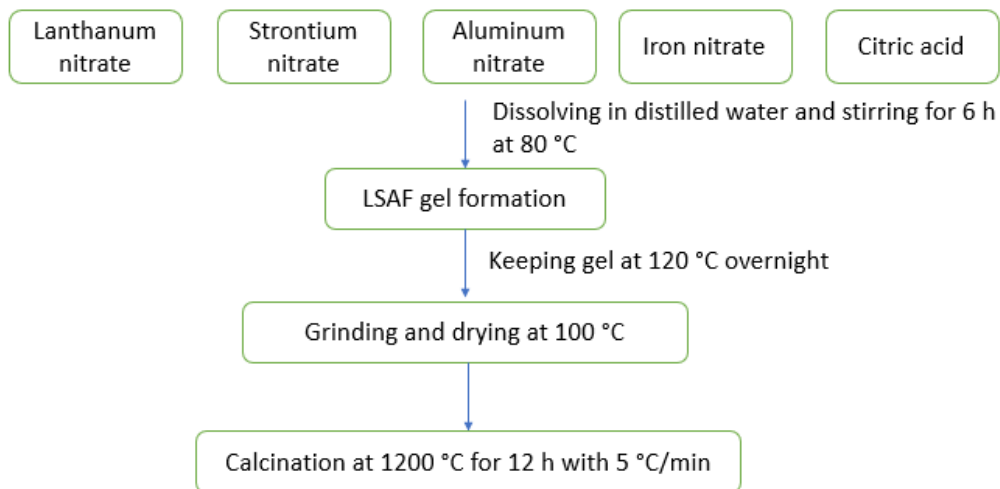 Lanthanum
nitrate
Strontium
nitrate
Aluminum
nitrate
Iron nitrate
Citric acid
Dissolving in distilled water and stirring for 6 h
at 80 °C
LSAF gel formation
Keeping gel at 120 °C overnight
Grinding and drying at 100 °C
Calcination at 1200 °C for 12 h with 5 °C/min